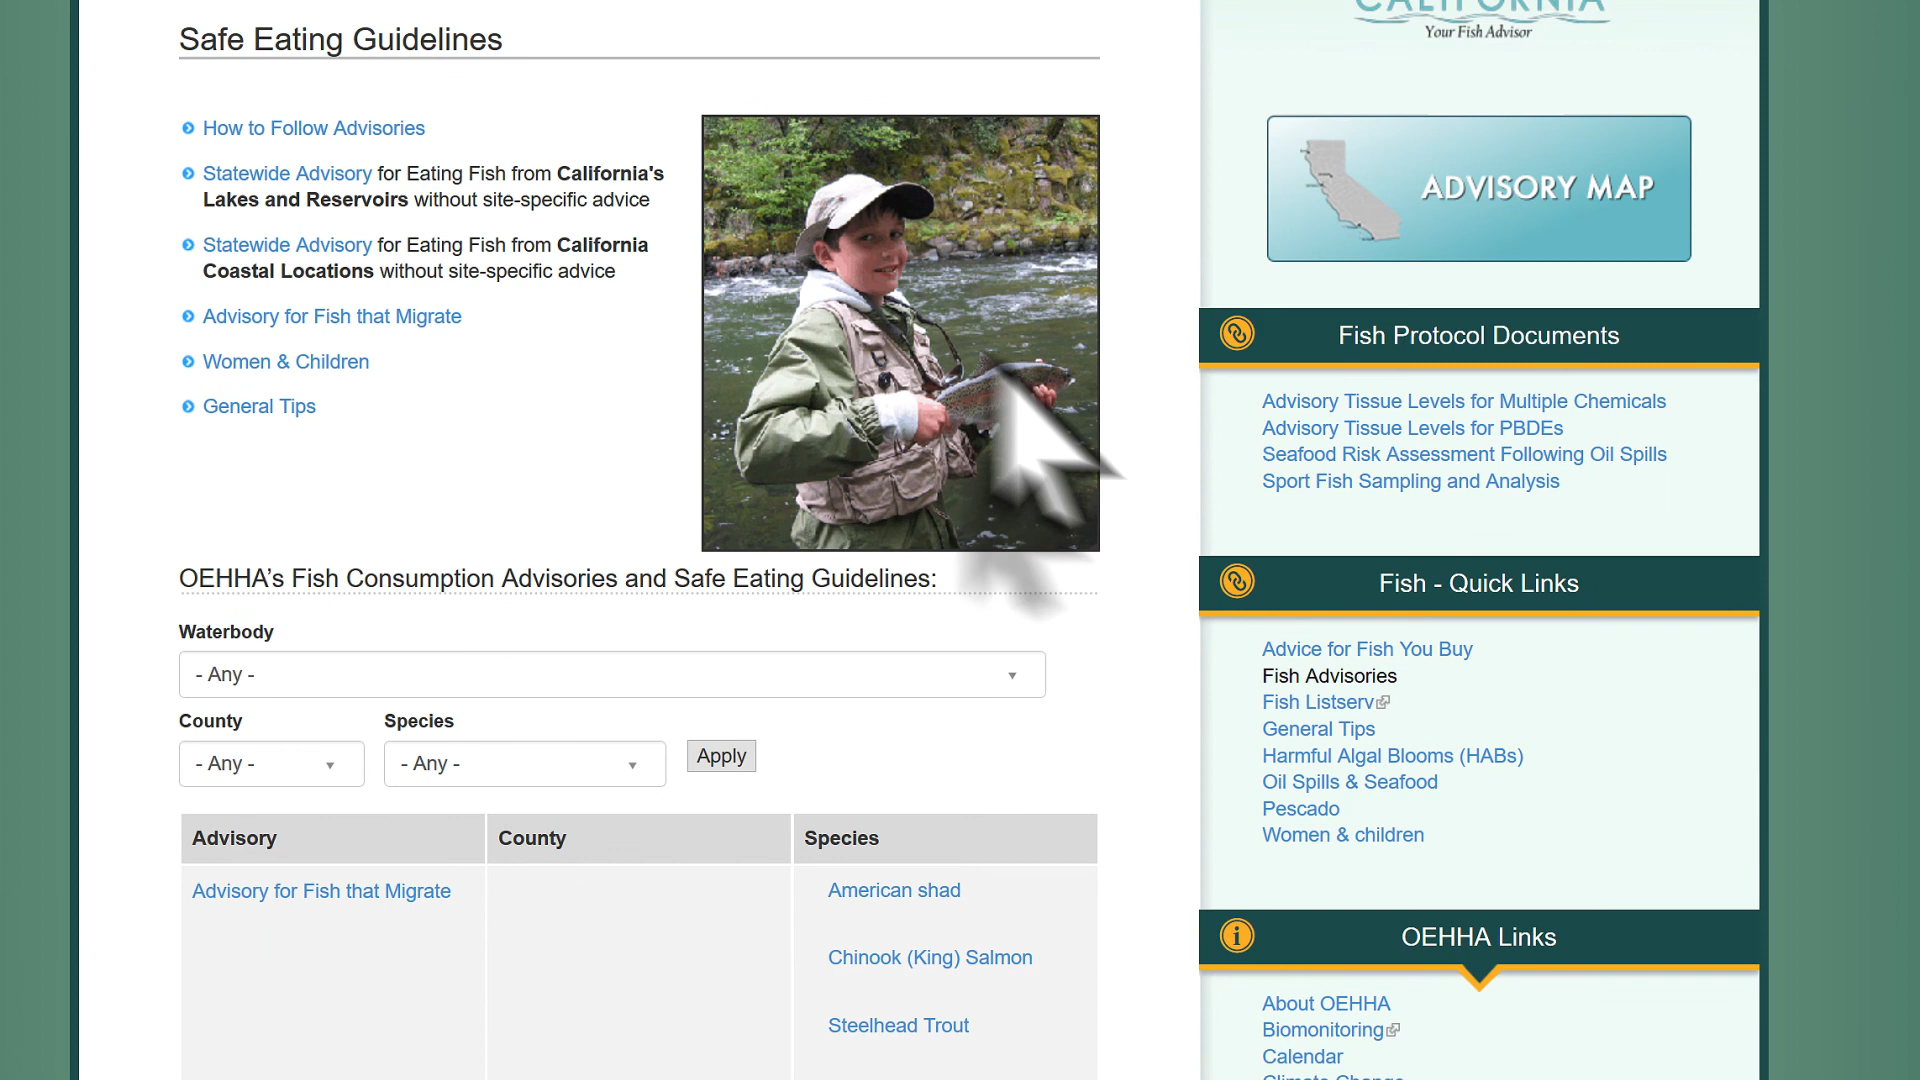 Safe Eating Guidelines
How to Follow Advisories
Statewide Advisory for Eating Fish from California's
Lakes and Reservoirs without site-specific advice
Statewide Advisory for Eating Fish from California
Coastal Locations without site-specific advice
Advisory for Fish that Migrate
Women & Children
General Tips
OEHHA’s Fish Consumption Advisories and Safe Eating Guidelines:
Waterbody
- Any -
County
Species
- Any -
- Any -
Apply
Advisory
County
Species
Advisory for Fish that Migrate
American shad
Chinook (King) Salmon
Steelhead Trout
CALIFORNIA
Your Fish Advisor
ADVISORY MAP
Fish Protocol Documents
Advisory Tissue Levels for Multiple Chemicals
Advisory Tissue Levels for PBDEs
Seafood Risk Assessment Following Oil Spills
Sport Fish Sampling and Analysis
Fish - Quick Links
Advice for Fish You Buy
Fish Advisories
Fish Listserv
General Tips
Harmful Algal Blooms (HABs)
Oil Spills & Seafood
Pescado
Women & children
OEHHA Links
About OEHHA
Biomonitoring
Calendar
Climate Change